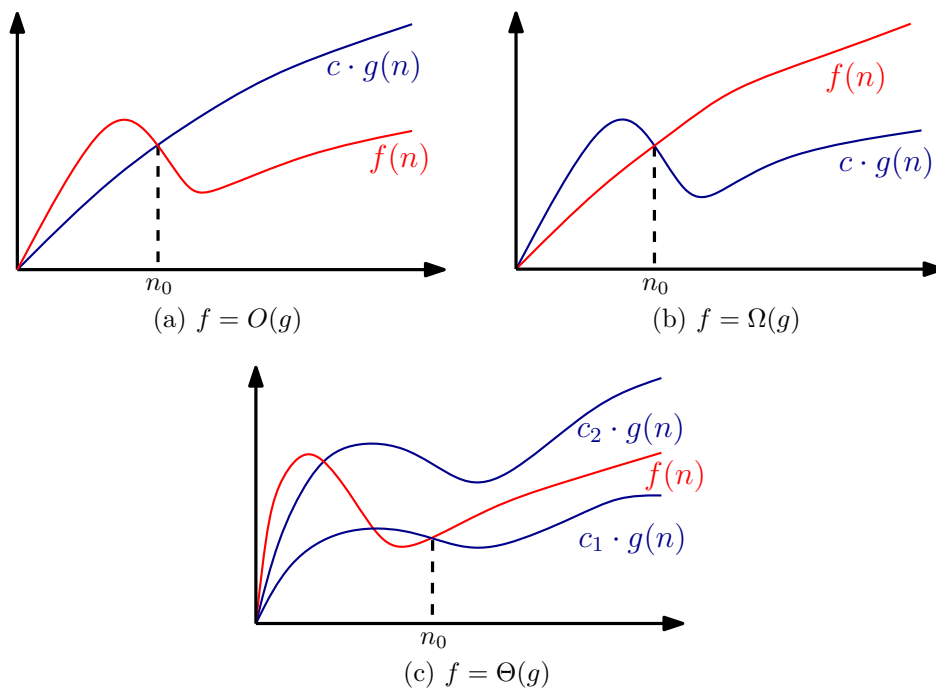 c · g(n)
f(n)
n₀
(a) f = O(g)
f(n)
c · g(n)
n₀
(b) f = Ω(g)
c₂ · g(n)
f(n)
c₁ · g(n)
n₀
(c) f = Θ(g)